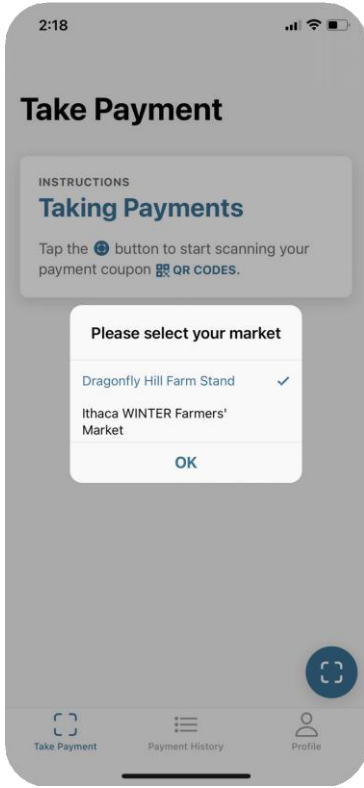 2:18
Take Payment
INSTRUCTIONS
Taking Payments
Tap the button to start scanning your
payment coupon QR CODES.
Please select your market
Dragonfly Hill Farm Stand
Ithaca WINTER Farmers'
Market
OK
Take Payment
Payment History
Profile